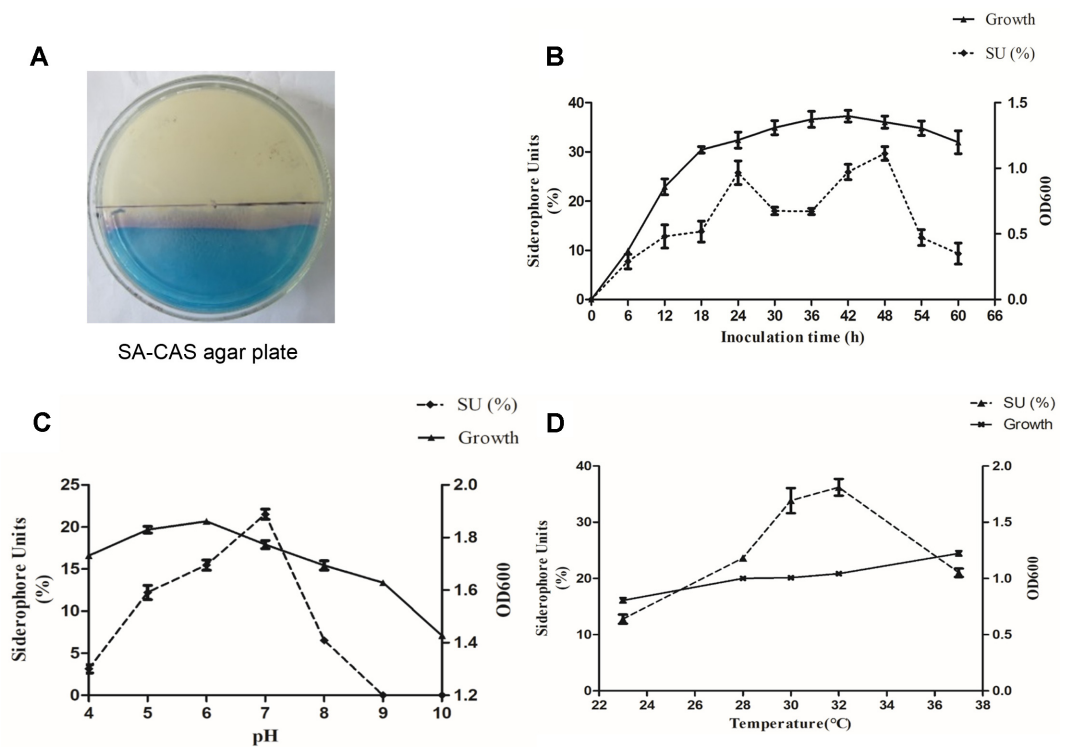 A
SA-CAS agar plate
B
Growth
SU (%)
40
30
20
10
0
Siderophore Units
(%)
1.5
1.0
0.5
0.0
OD600
0 6 12 18 24 30 36 42 48 54 60 66
Inoculation time (h)
C
SU (%)
Growth
25
20
15
10
5
0
Siderophore Units
(%)
2.0
1.8
1.6
1.4
1.2
OD600
4 5 6 7 8 9 10
pH
D
SU (%)
Growth
40
30
20
10
0
Siderophore Units
(%)
2.0
1.5
1.0
0.5
0.0
OD600
22 24 26 28 30 32 34 36 38
Temperature(°C)